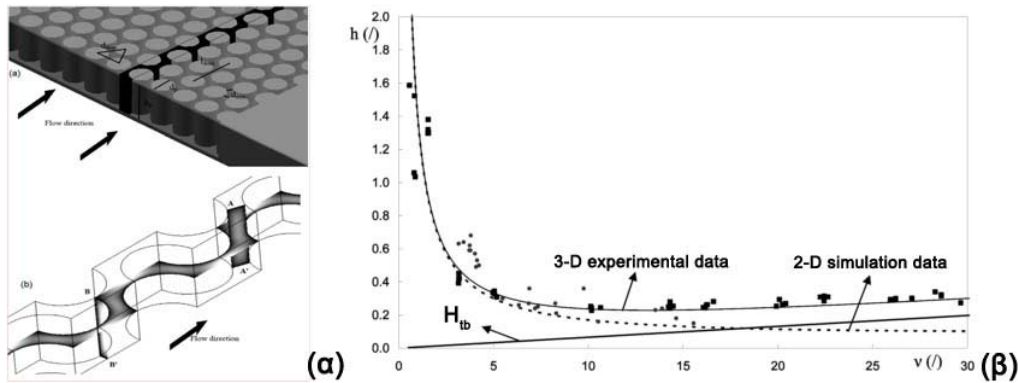 (a)
Flow direction
(b)
A
A'
B
B'
Flow direction
(α)
h (/)
2.0
1.8
1.6
1.4
1.2
1.0
0.8
0.6
0.4
0.2
0.0
3-D experimental data
2-D simulation data
Htb
0
5
10
15
20
25
30
ν (/)
(β)